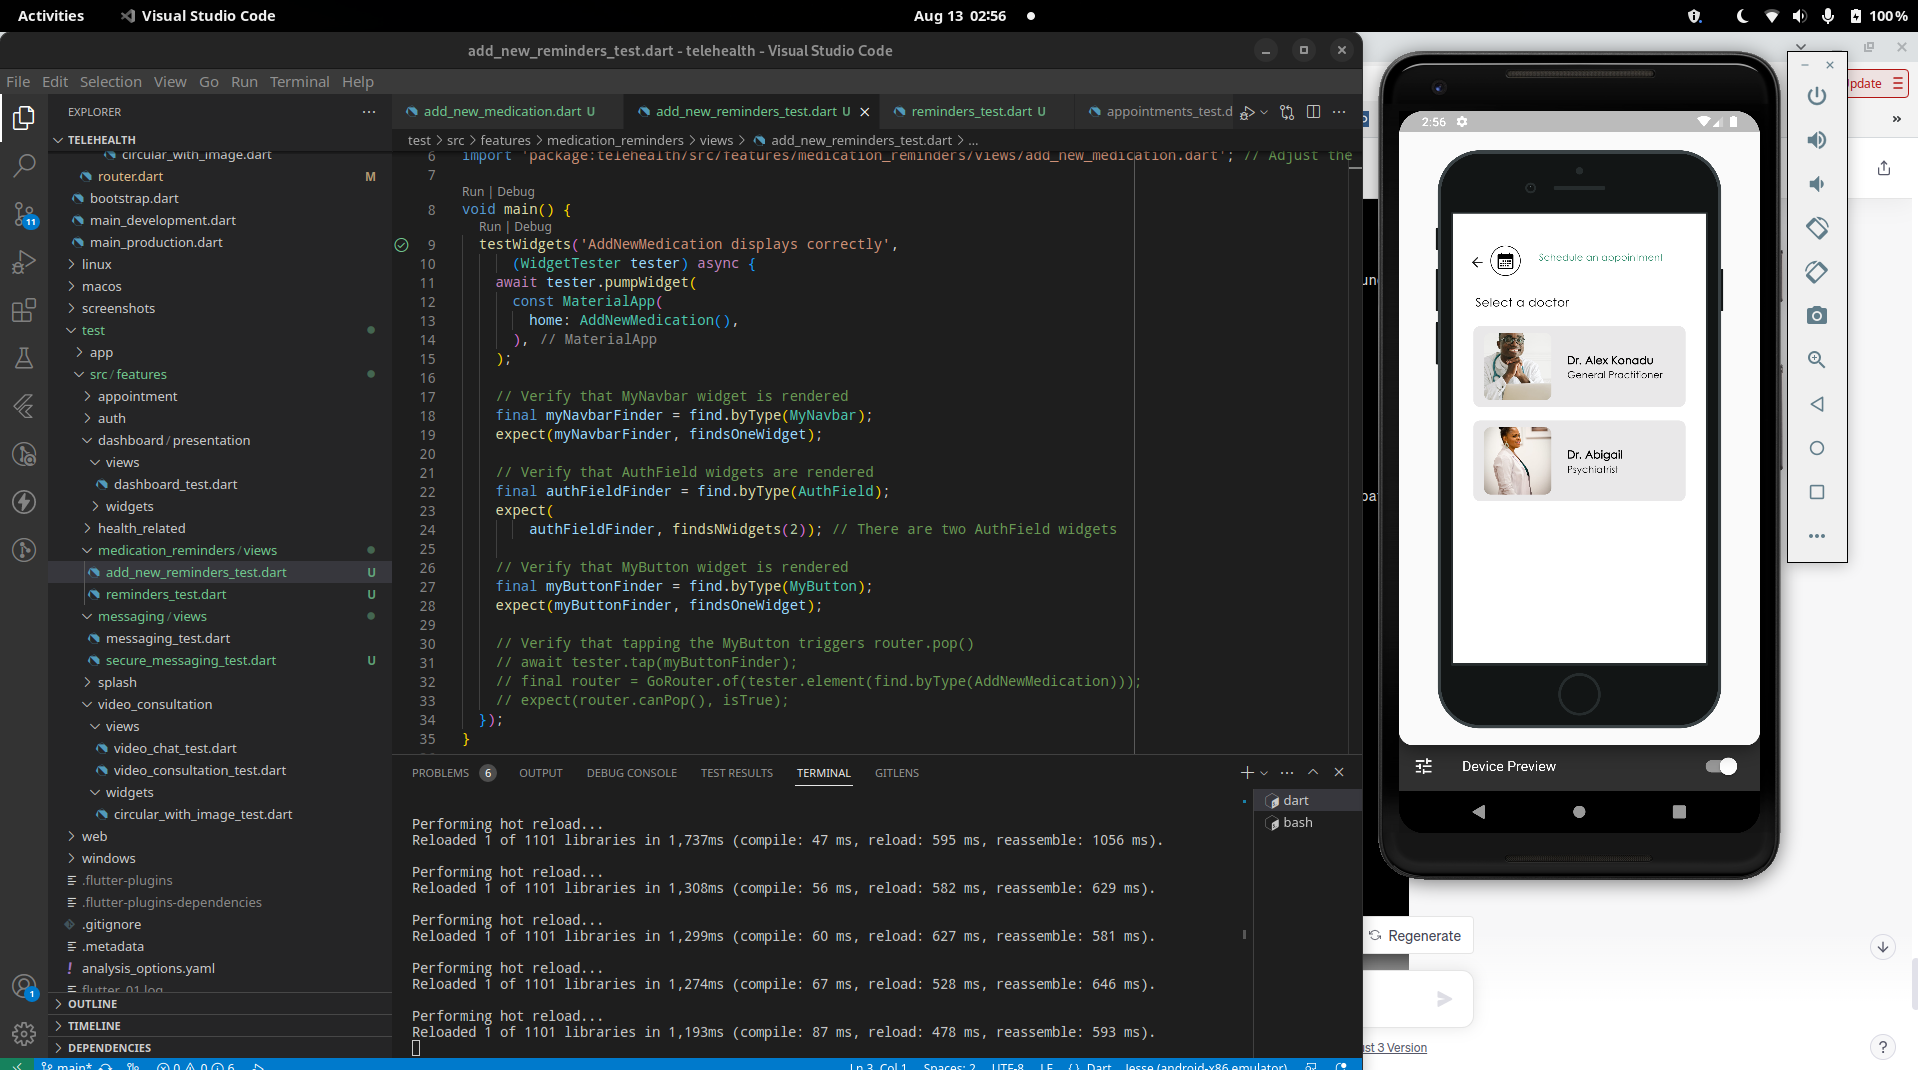 Activities
Visual Studio Code
Aug 13 02:56
100%
add_new_reminders_test.dart - telehealth - Visual Studio Code
File Edit Selection View Go Run Terminal Help
EXPLORER
TELEHEALTH
circular_with_image.dart
router.dart M
bootstrap.dart
main_development.dart
main_production.dart
linux
macos
screenshots
test
app
src/features
appointment
auth
dashboard/presentation
views
dashboard_test.dart
widgets
health_related
medication_reminders/views
add_new_reminders_test.dart U
reminders_test.dart U
messaging/views
messaging_test.dart
secure_messaging_test.dart U
splash
video_consultation
views
video_chat_test.dart
video_consultation_test.dart
widgets
circular_with_image_test.dart
web
windows
.flutter-plugins
.flutter-plugins-dependencies
.gitignore
.metadata
analysis_options.yaml
flutter_01.log
OUTLINE
TIMELINE
DEPENDENCIES
11
1
add_new_medication.dart U
add_new_reminders_test.dart U
reminders_test.dart U
appointments_test.d
test > src > features > medication_reminders > views > add_new_reminders_test.dart > ...
6 import 'package:telehealth/src/features/medication_reminders/views/add_new_medication.dart'; // Adjust the
7
Run | Debug
8 void main() {
Run | Debug
9 testWidgets('AddNewMedication displays correctly',
10 (WidgetTester tester) async {
11 await tester.pumpWidget(
12 const MaterialApp(
13 home: AddNewMedication(),
14 ), // MaterialApp
15 );
16
17 // Verify that MyNavbar widget is rendered
18 final myNavbarFinder = find.byType(MyNavbar);
19 expect(myNavbarFinder, findsOneWidget);
20
21 // Verify that AuthField widgets are rendered
22 final authFieldFinder = find.byType(AuthField);
23 expect(
24 authFieldFinder, findsNWidgets(2)); // There are two AuthField widgets
25
26 // Verify that MyButton widget is rendered
27 final myButtonFinder = find.byType(MyButton);
28 expect(myButtonFinder, findsOneWidget);
29
30 // Verify that tapping the MyButton triggers router.pop()
31 // await tester.tap(myButtonFinder);
32 // final router = GoRouter.of(tester.element(find.byType(AddNewMedication)));
33 // expect(router.canPop(), isTrue);
34 });
35 }
PROBLEMS 6 OUTPUT DEBUG CONSOLE TEST RESULTS TERMINAL GITLENS
dart
bash
Performing hot reload...
Reloaded 1 of 1101 libraries in 1,737ms (compile: 47 ms, reload: 595 ms, reassemble: 1056 ms).
Performing hot reload...
Reloaded 1 of 1101 libraries in 1,308ms (compile: 56 ms, reload: 582 ms, reassemble: 629 ms).
Performing hot reload...
Reloaded 1 of 1101 libraries in 1,299ms (compile: 60 ms, reload: 627 ms, reassemble: 581 ms).
Performing hot reload...
Reloaded 1 of 1101 libraries in 1,274ms (compile: 67 ms, reload: 528 ms, reassemble: 646 ms).
Performing hot reload...
Reloaded 1 of 1101 libraries in 1,193ms (compile: 87 ms, reload: 478 ms, reassemble: 593 ms).
main* 0 0 6
Ln 3, Col 1 Spaces: 2 UTF-8 LF Dart Jesse (android-x86 emulator)
2:56
Schedule an appointment
Select a doctor
Dr. Alex Konadu
General Practitioner
Dr. Abigail
Psychiatrist
Device Preview
Update
Regenerate
3 Version
?